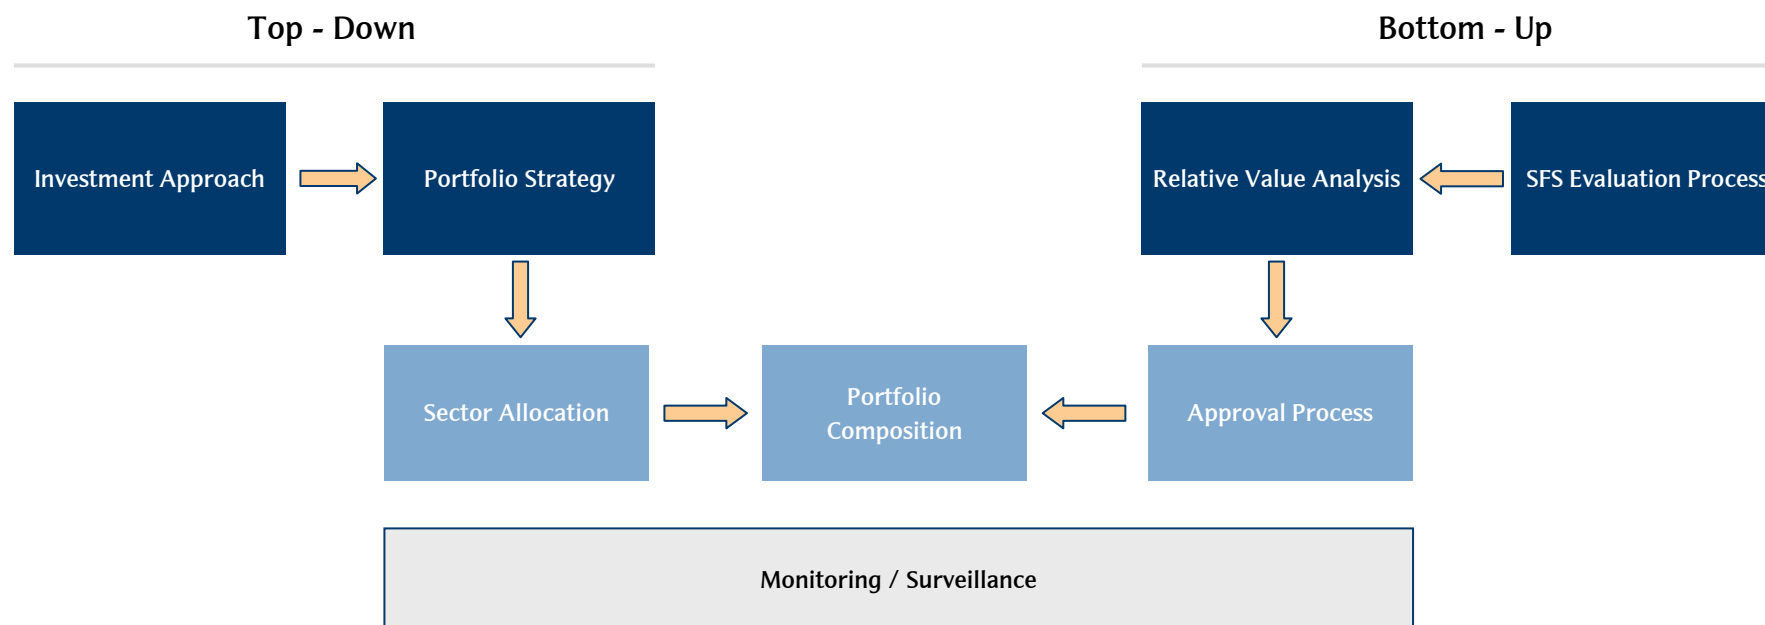 Top - Down
Bottom - Up
Investment Approach
Portfolio Strategy
Relative Value Analysis
SFS Evaluation Process
Sector Allocation
Portfolio
Composition
Approval Process
Monitoring / Surveillance